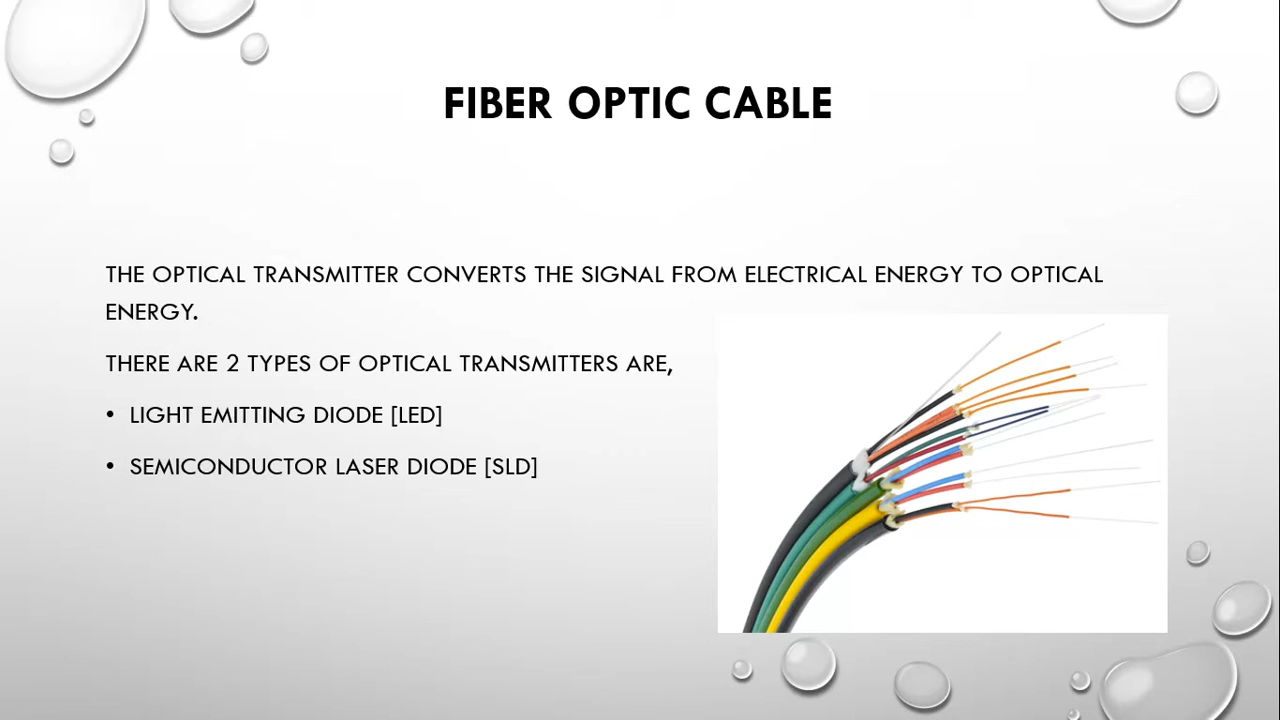 FIBER OPTIC CABLE
THE OPTICAL TRANSMITTER CONVERTS THE SIGNAL FROM ELECTRICAL ENERGY TO OPTICAL
ENERGY.
THERE ARE 2 TYPES OF OPTICAL TRANSMITTERS ARE,
• LIGHT EMITTING DIODE [LED]
• SEMICONDUCTOR LASER DIODE [SLD]